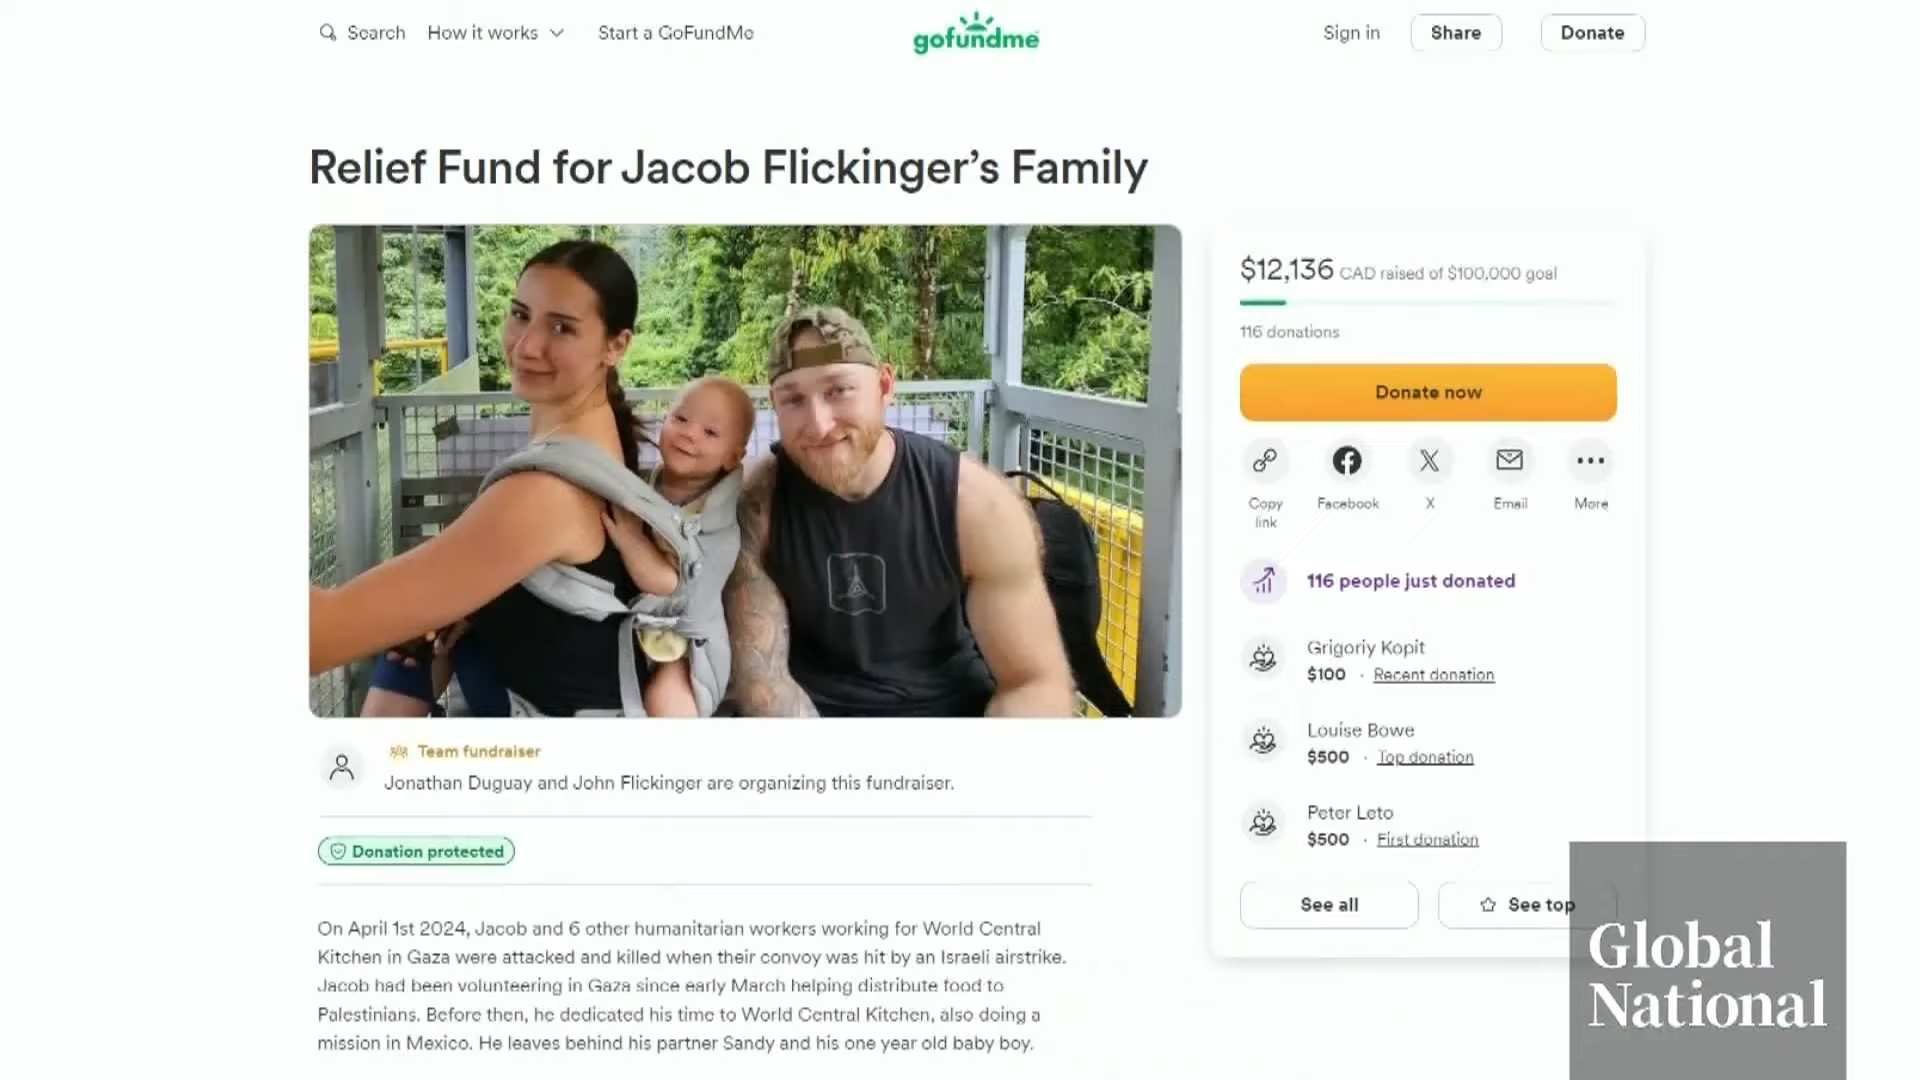 Search
How it works
Start a GoFundMe
gofundme
Sign in
Share
Donate
Relief Fund for Jacob Flickinger's Family
$12,136 CAD raised of $100,000 goal
116 donations
Donate now
Copy link
Facebook
X
Email
More
116 people just donated
Grigoriy Kopit
$100 · Recent donation
Louise Bowe
$500 · Top donation
Peter Leto
$500 · First donation
See all
See top
Team fundraiser
Jonathan Duguay and John Flickinger are organizing this fundraiser.
Donation protected
On April 1st 2024, Jacob and 6 other humanitarian workers working for World Central
Kitchen in Gaza were attacked and killed when their convoy was hit by an Israeli airstrike.
Jacob had been volunteering in Gaza since early March helping distribute food to
Palestinians. Before then, he dedicated his time to World Central Kitchen, also doing a
mission in Mexico. He leaves behind his partner Sandy and his one year old baby boy.
Global
National